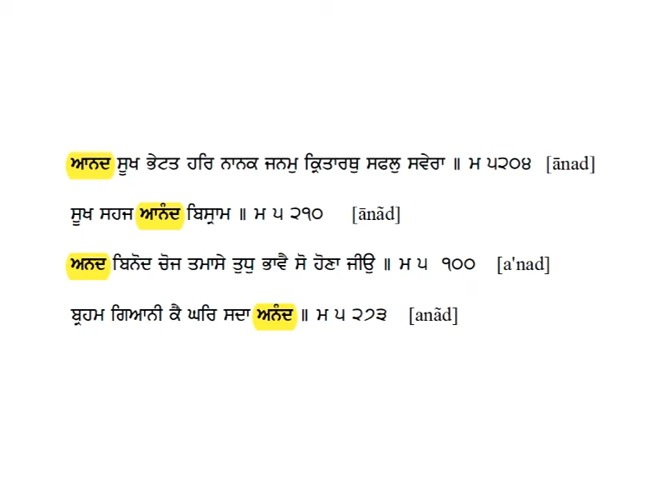 ਆਨਦ ਸੂਖ ਭੇਟਤ ਹਰਿ ਨਾਨਕ ਜਨਮੁ ਕ੍ਰਿਤਾਰਥੁ ਸਫਲੁ ਸਵੇਰਾ ॥ ਮ ੫੨੦੪ [ānad]
ਸੂਖ ਸਹਜ ਆਨੰਦ ਬਿਸ੍ਰਾਮ ॥ ਮ ੫ ੨੧੦ [ānãd]
ਅਨਦ ਬਿਨੋਦ ਚੋਜ ਤਮਾਸੇ ਤੁਧੁ ਭਾਵੈ ਸੋ ਹੋਣਾ ਜੀਉ ॥ ਮ ੫ ੧੦੦ [a'nad]
ਬ੍ਰਹਮ ਗਿਆਨੀ ਕੈ ਘਰਿ ਸਦਾ ਅਨੰਦ ॥ ਮ ੫ ੨੭੩ [anãd]